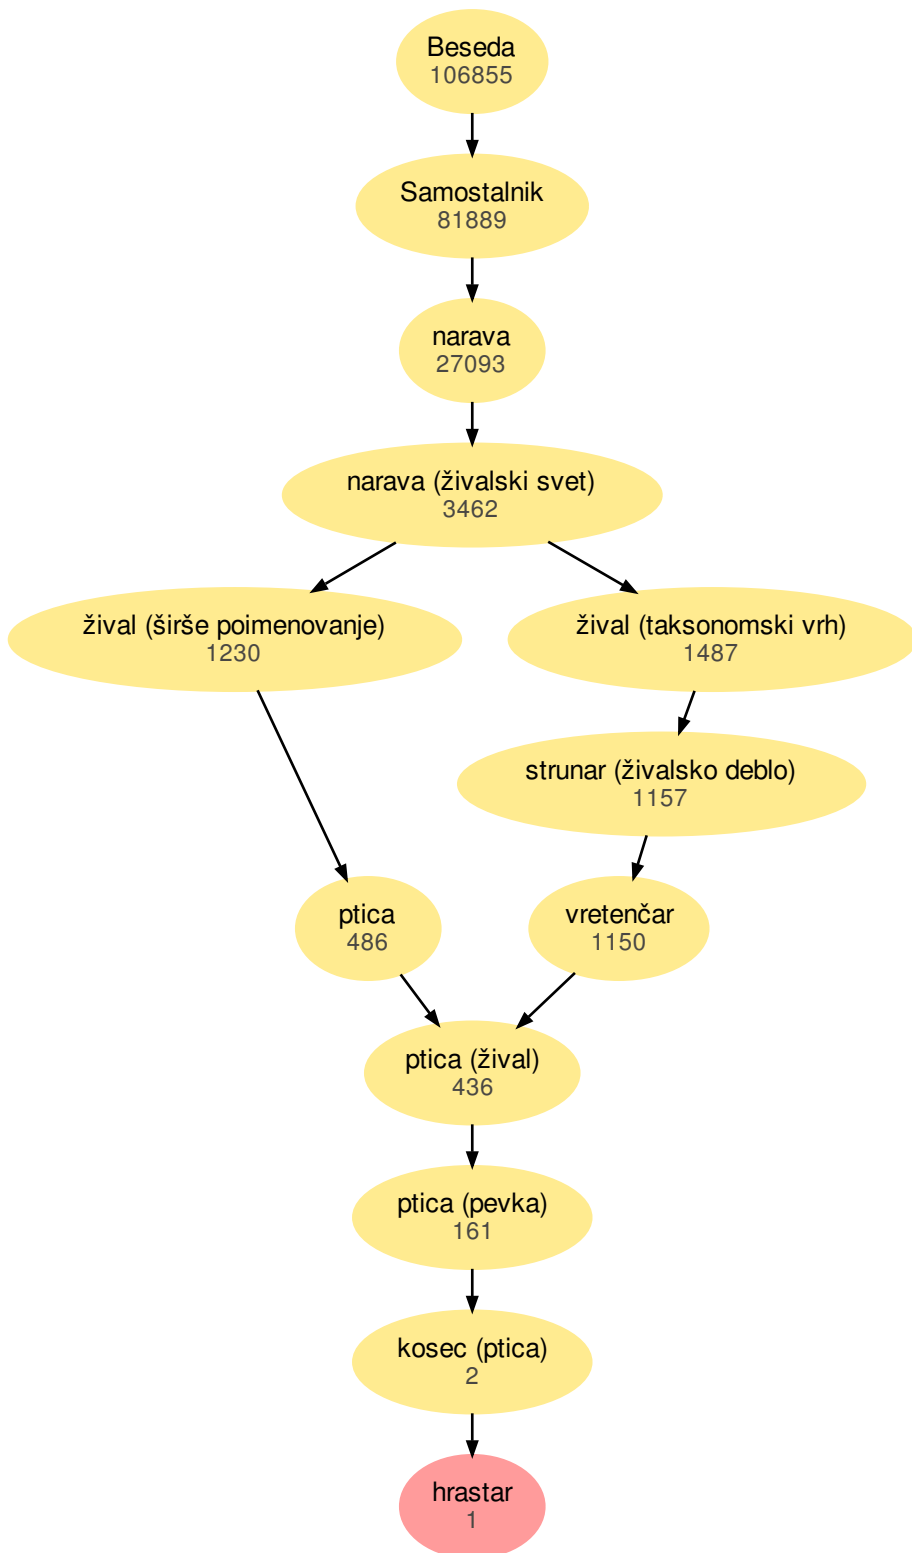 Beseda
106855
Samostalnik
81889
narava
27093
narava (živalski svet)
3462
žival (širše poimenovanje)
1230
žival (taksonomski vrh)
1487
strunar (živalsko deblo)
1157
ptica
486
vretenčar
1150
ptica (žival)
436
ptica (pevka)
161
kosec (ptica)
2
hrastar
1